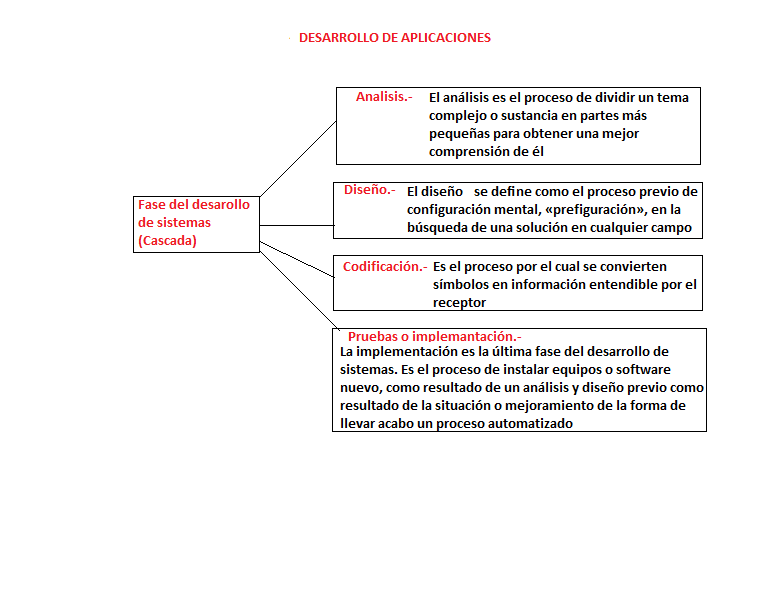 DESARROLLO DE APLICACIONES
Fase del desarollo
de sistemas
(Cascada)
Analisis.- El análisis es el proceso de dividir un tema
complejo o sustancia en partes más
pequeñas para obtener una mejor
comprensión de él
Diseño.- El diseño se define como el proceso previo de
configuración mental, «prefiguración», en la
búsqueda de una solución en cualquier campo
Codificación.- Es el proceso por el cual se convierten
símbolos en información entendible por el
receptor
Pruebas o implemantación.-
La implementación es la última fase del desarrollo de
sistemas. Es el proceso de instalar equipos o software
nuevo, como resultado de un análisis y diseño previo como
resultado de la situación o mejoramiento de la forma de
llevar acabo un proceso automatizado